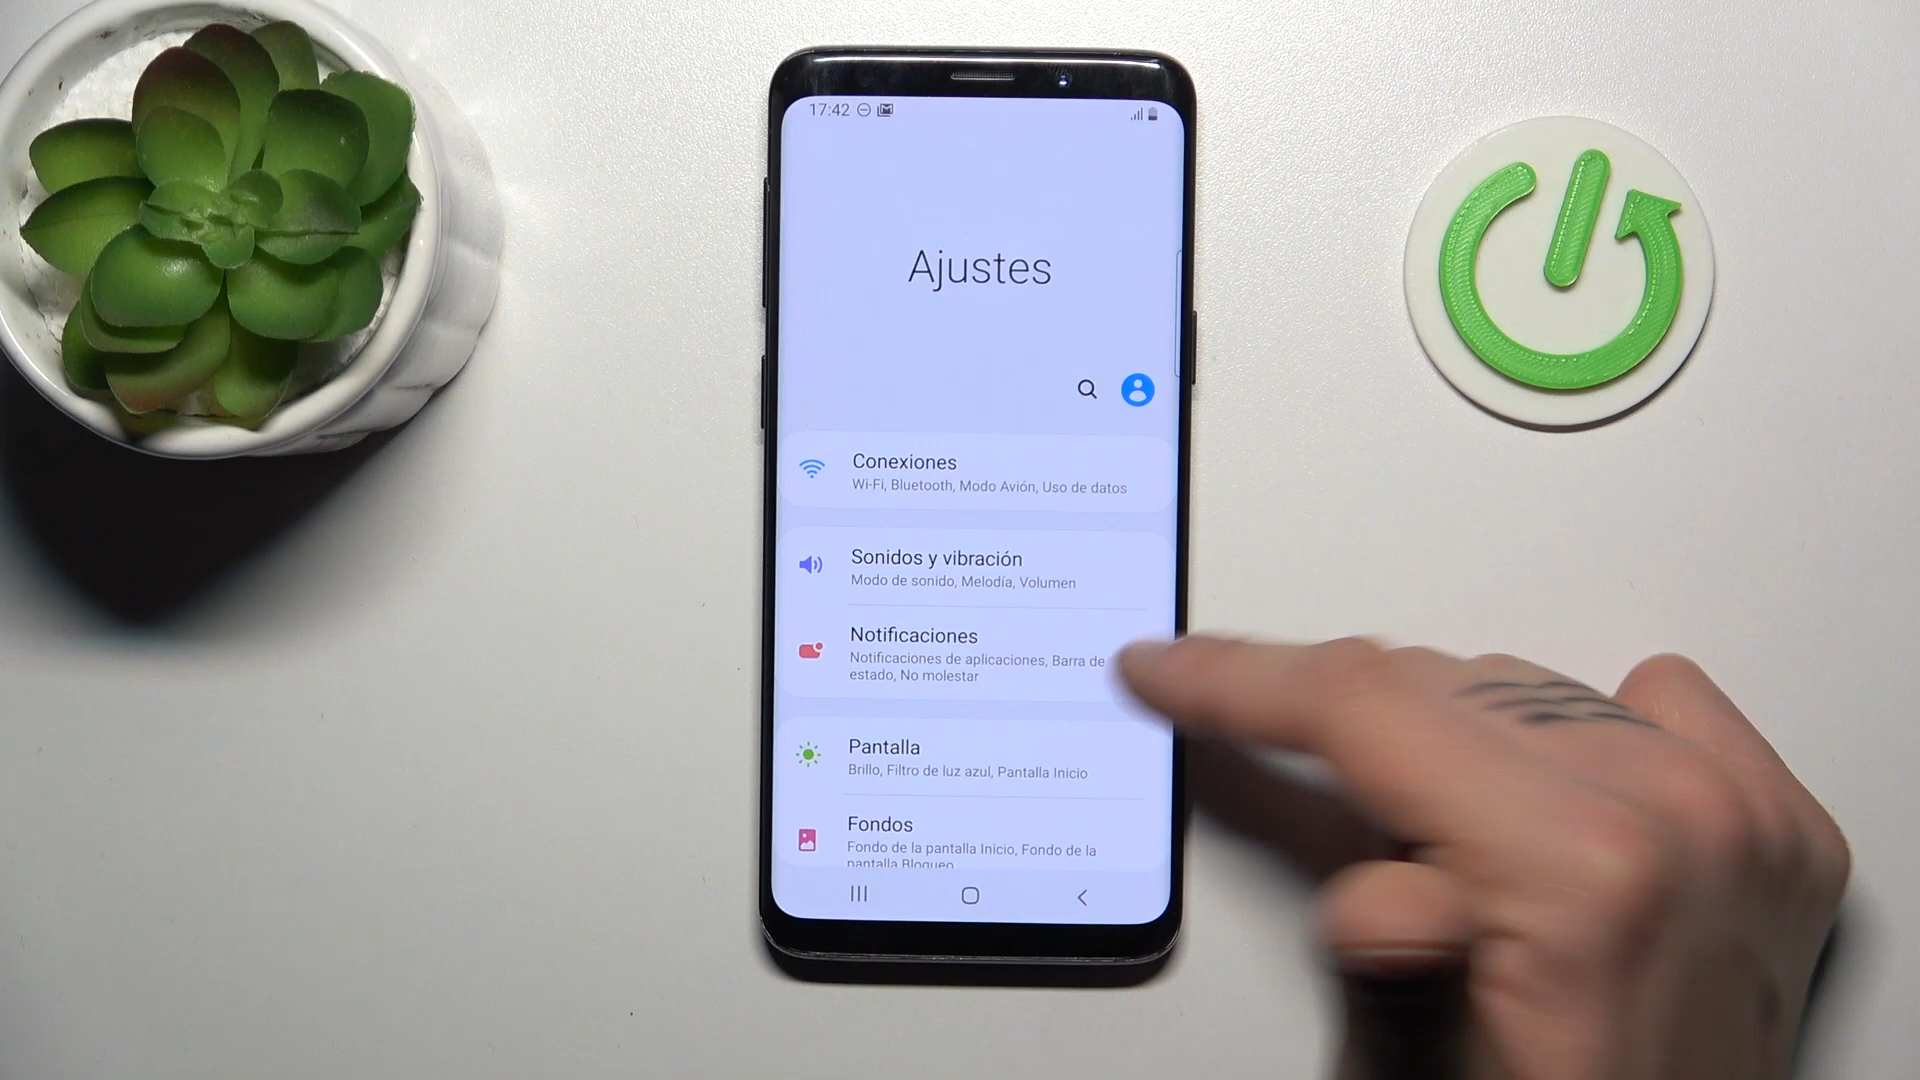 17:42
Ajustes
Conexiones
Wi-Fi, Bluetooth, Modo Avión, Uso de datos
Sonidos y vibración
Modo de sonido, Melodía, Volumen
Notificaciones
Notificaciones de aplicaciones, Barra de
estado, No molestar
Pantalla
Brillo, Filtro de luz azul, Pantalla Inicio
Fondos
Fondo de la pantalla Inicio, Fondo de la
pantalla Bloqueo